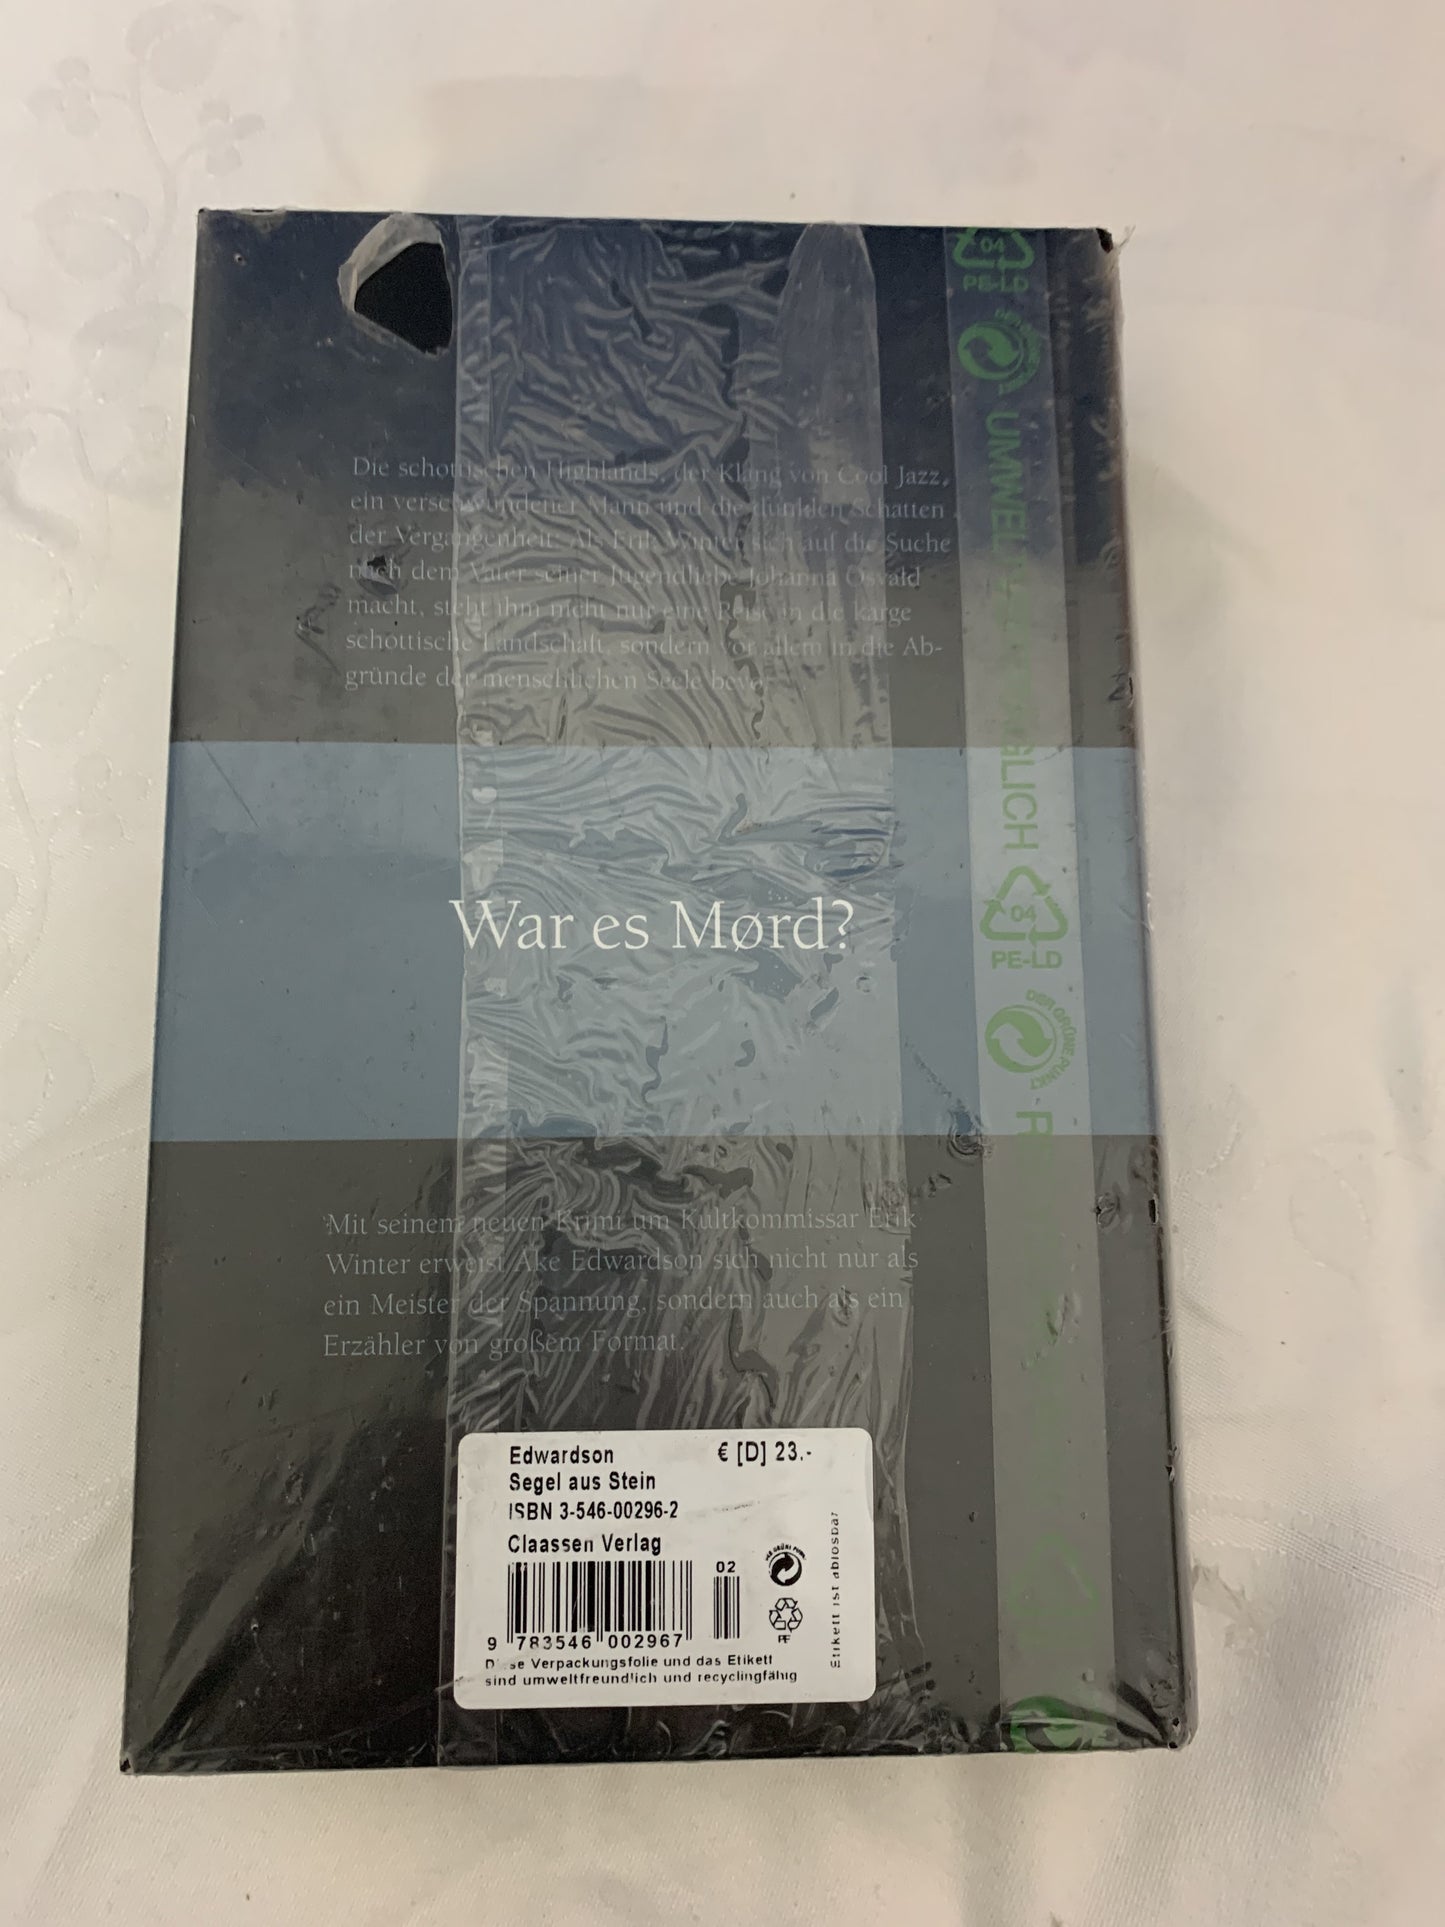 Die schottischen Highlands, der Klang von Cool Jazz,
ein verschwundener Mann und die dunklen Schatten
der Vergangenheit: Als Erik Winter sich auf die Suche
nach dem Vater seiner Jugendliebe Johanna Osvald
macht, steht ihm nicht nur eine Reise in die karge
schottische Landschaft, sondern vor allem in die Ab-
gründe der menschlichen Seele bevor.
War es Mørd?
Mit seinem neuen Krimi um Kultkommissar Erik
Winter erweist Åke Edwardson sich nicht nur als
ein Meister der Spannung, sondern auch als ein
Erzähler von großem Format.
Edwardson € [D] 23.-
Segel aus Stein
ISBN 3-546-00296-2
Claassen Verlag
02
9 783546 002967
Diese Verpackungsfolie und das Etikett
sind umweltfreundlich und recyclingfähig
Etikett ist ablösbar
PE
04
PE-LD
04
PE-LD
DER GRÜNE PUNKT